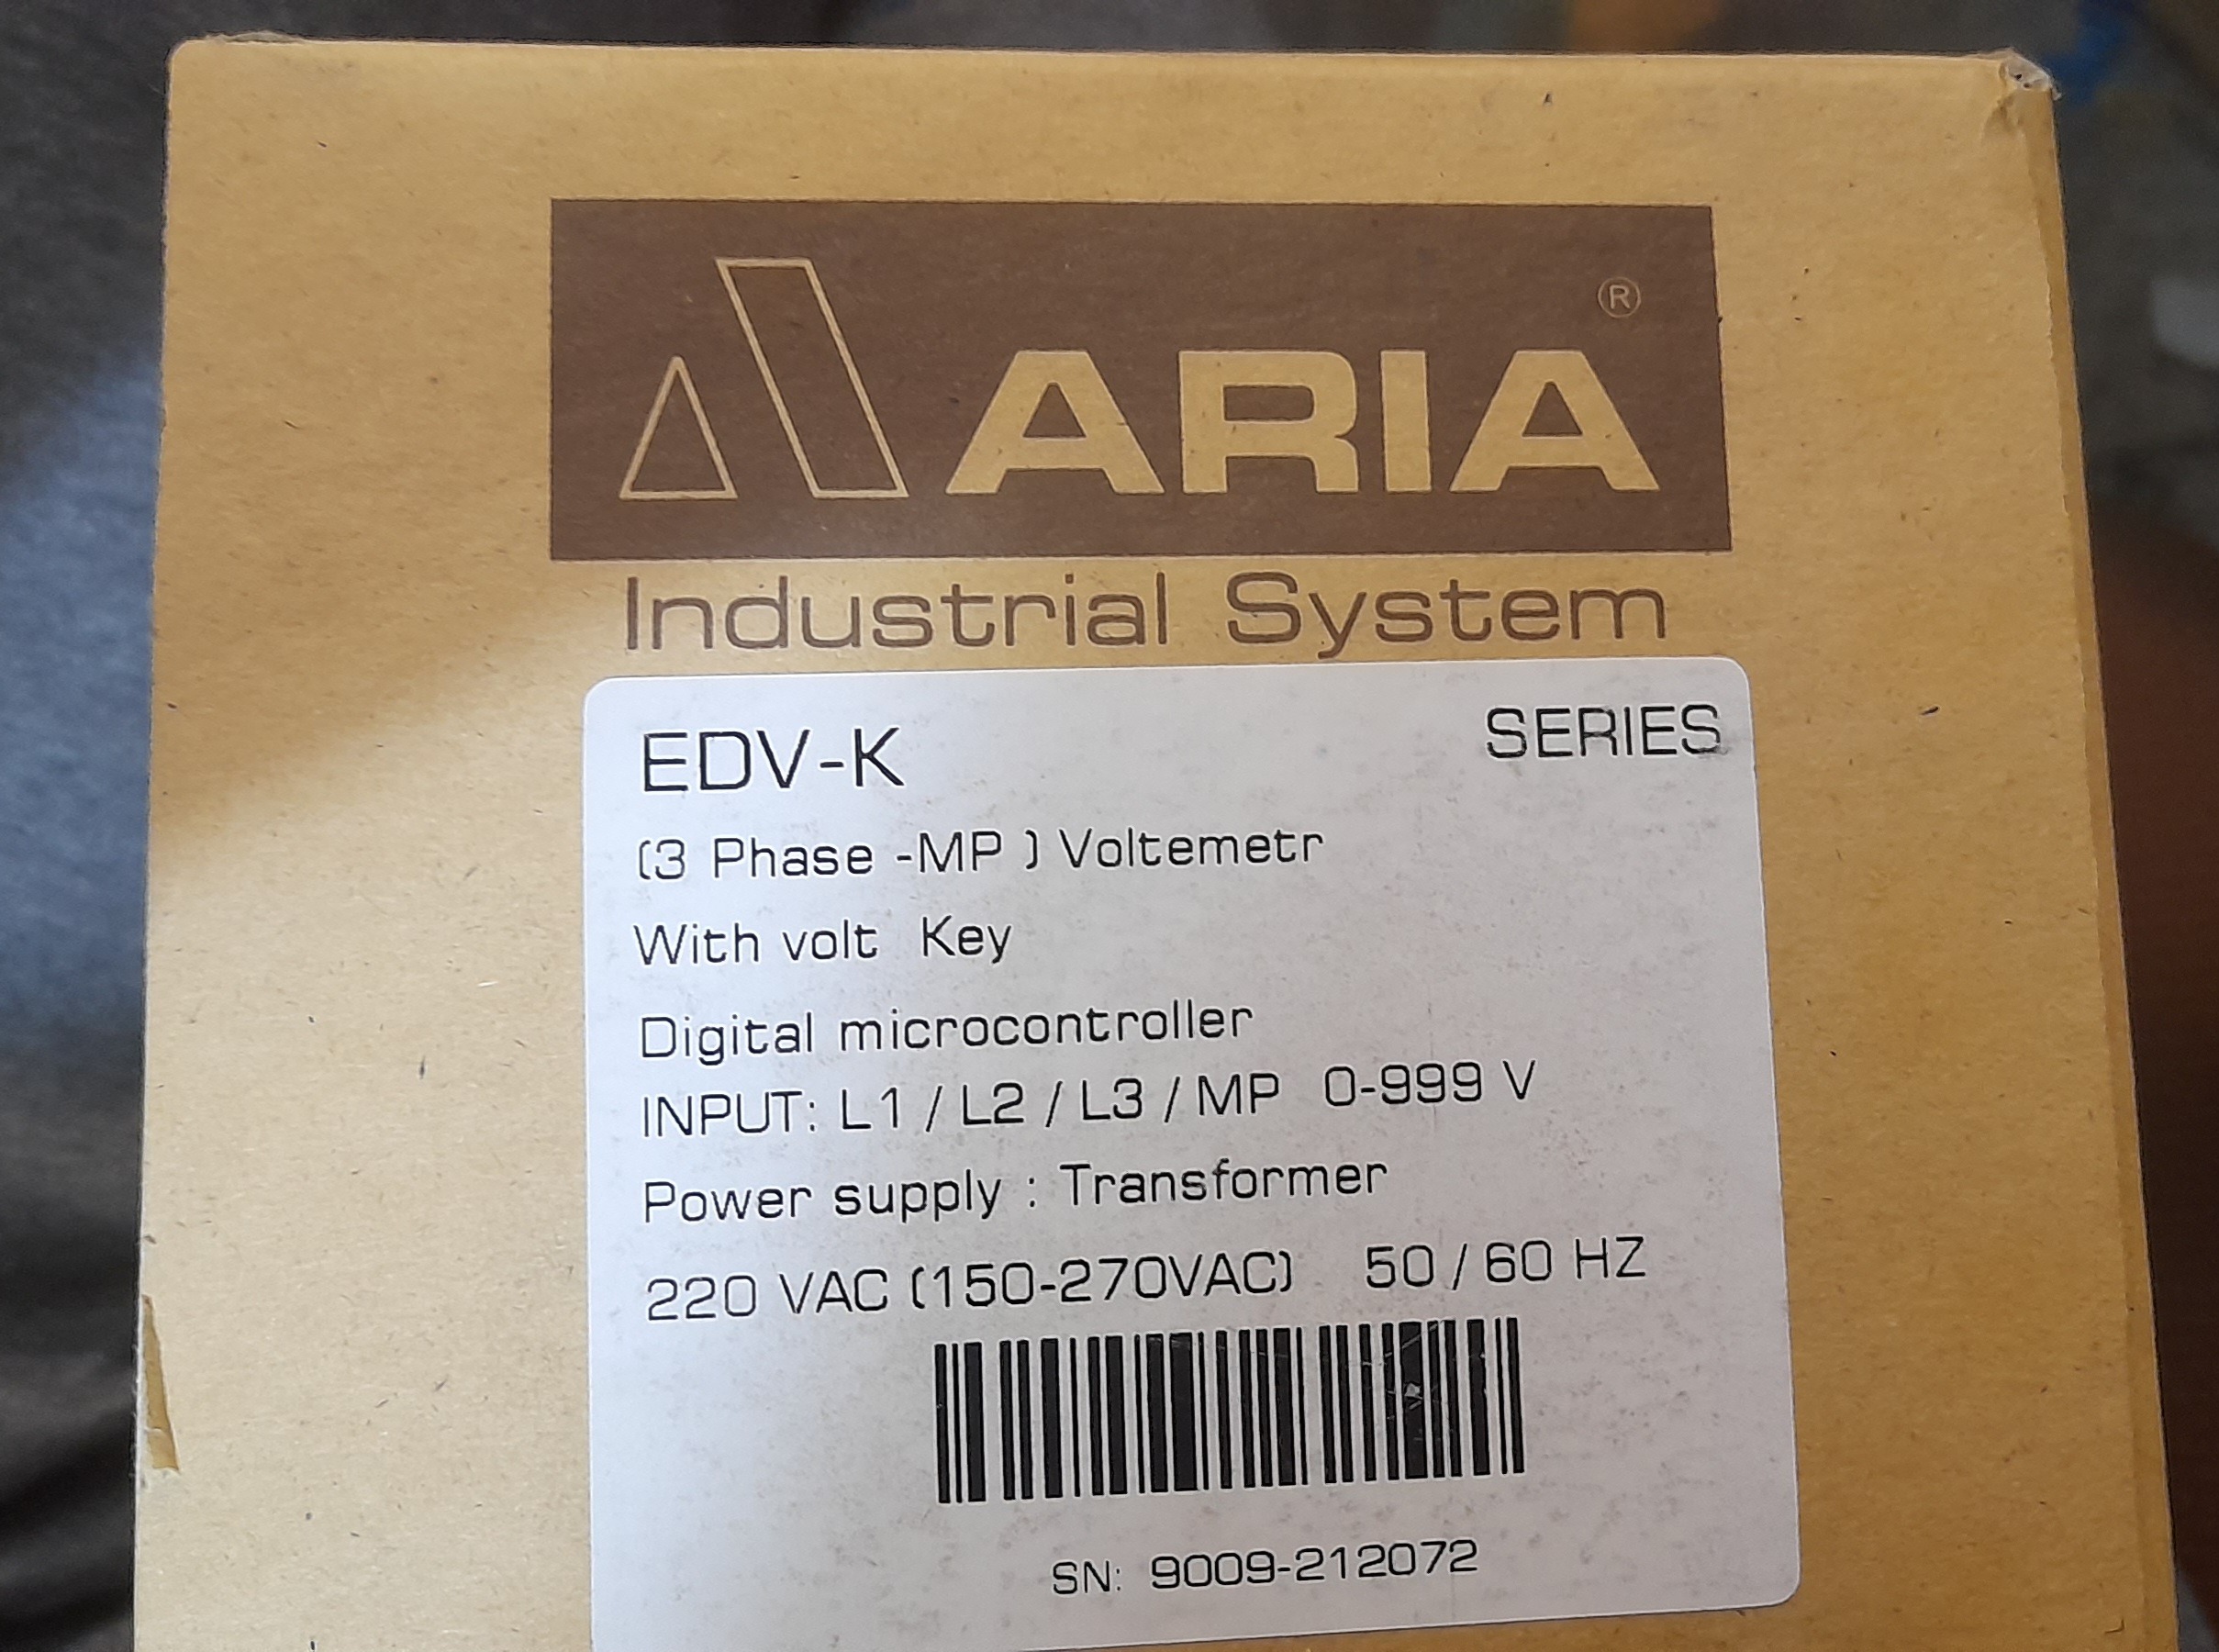 ARIA ®
Industrial System
EDV-K SERIES
(3 Phase -MP ) Voltemetr
With volt Key
Digital microcontroller
INPUT: L1 / L2 / L3 / MP 0-999 V
Power supply : Transformer
220 VAC (150-270VAC) 50 / 60 HZ
SN: 9009-212072